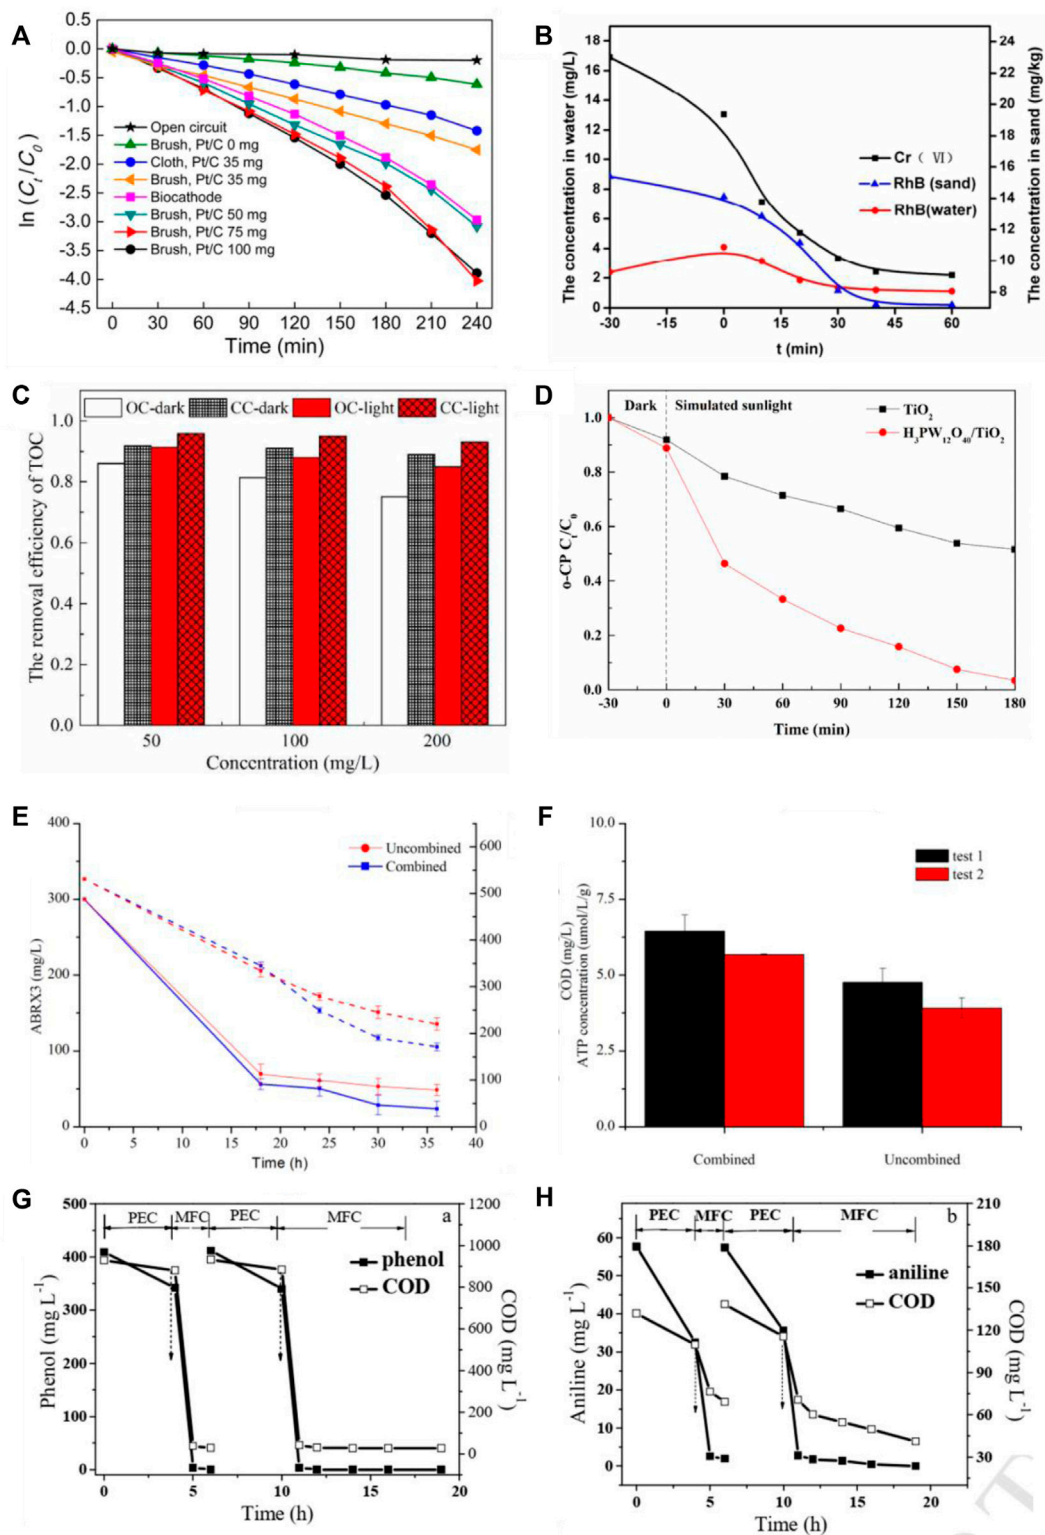 A
0.5
0.0
-0.5
-1.0
-1.5
-2.0
-2.5
-3.0
-3.5
-4.0
-4.5
ln (Ct/C0)
Open circuit
Brush, Pt/C 0 mg
Cloth, Pt/C 35 mg
Brush, Pt/C 35 mg
Biocathode
Brush, Pt/C 50 mg
Brush, Pt/C 75 mg
Brush, Pt/C 100 mg
0 30 60 90 120 150 180 210 240
Time (min)
B
The concentration in water (mg/L)
18
16
14
12
10
8
6
4
2
0
Cr（ Ⅵ）
RhB (sand)
RhB(water)
24
22
20
18
16
14
12
10
8
The concentration in sand (mg/kg)
-30 -15 0 15 30 45 60
t (min)
C
OC-dark CC-dark OC-light CC-light
The removal efficiency of TOC
1.0
0.8
0.6
0.4
0.2
0.0
50 100 200
Concentration (mg/L)
D
Dark Simulated sunlight
TiO2
H3PW12O40/TiO2
o-CP Ct/C0
1.0
0.8
0.6
0.4
0.2
0.0
-30 0 30 60 90 120 150 180
Time (min)
E
ABRX3 (mg/L)
400
300
200
100
0
Uncombined
Combined
600
500
400
300
200
100
0
0 5 10 15 20 25 30 35 40
Time (h)
F
COD (mg/L)
ATP concentration (umol/L/g)
10.0
7.5
5.0
2.5
0.0
test 1
test 2
Combined Uncombined
G
PEC MFC PEC MFC a
phenol
COD
Phenol (mg L-1)
500
400
300
200
100
0
1200
1000
800
600
400
200
0
COD (mg L-1)
0 5 10 15 20
Time (h)
H
PEC MFC PEC MFC b
aniline
COD
Aniline (mg L-1)
60
50
40
30
20
10
0
210
180
150
120
90
60
30
COD (mg L-1)
0 5 10 15 20
Time (h)